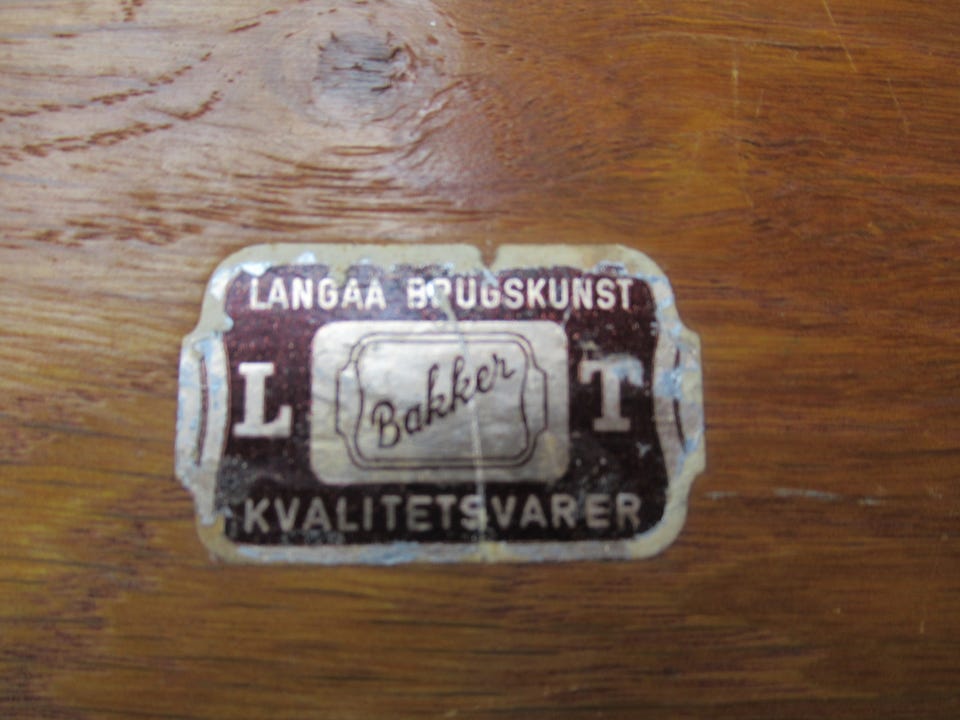 LANGAA BRUGSKUNST
L Bakker T
KVALITETSVARER